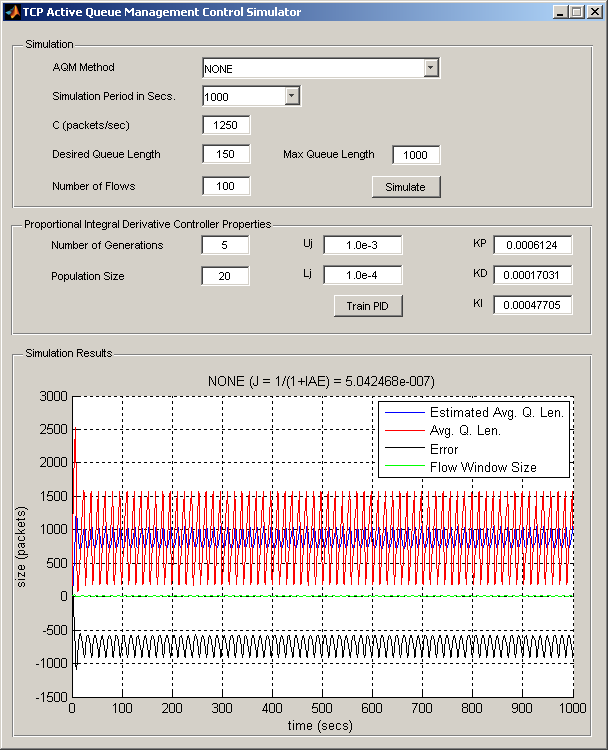 TCP Active Queue Management Control Simulator
Simulation
AQM Method NONE
Simulation Period in Secs. 1000
C (packets/sec) 1250
Desired Queue Length 150 Max Queue Length 1000
Number of Flows 100 Simulate
Proportional Integral Derivative Controller Properties
Number of Generations 5 Uj 1.0e-3 KP 0.0006124
Population Size 20 Lj 1.0e-4 KD 0.00017031
Train PID KI 0.00047705
Simulation Results
NONE (J = 1/(1+IAE) = 5.042468e-007)
3000
2500
2000
1500
1000
500
0
-500
-1000
-1500
size (packets)
Estimated Avg. Q. Len.
Avg. Q. Len.
Error
Flow Window Size
0 100 200 300 400 500 600 700 800 900 1000
time (secs)